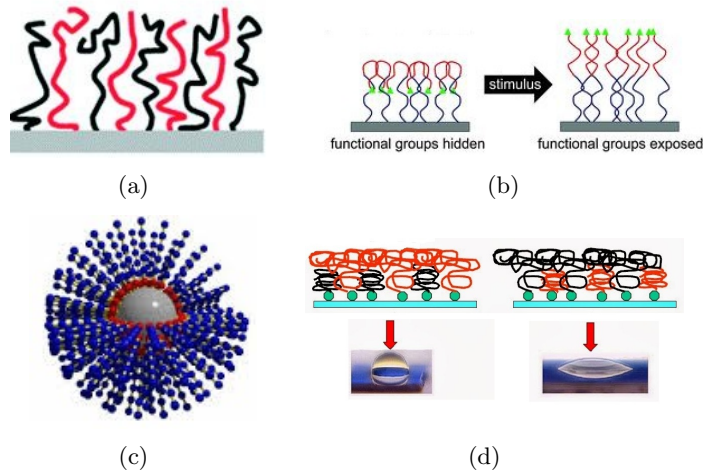 stimulus
functional groups hidden
functional groups exposed
(a)
(b)
(c)
(d)